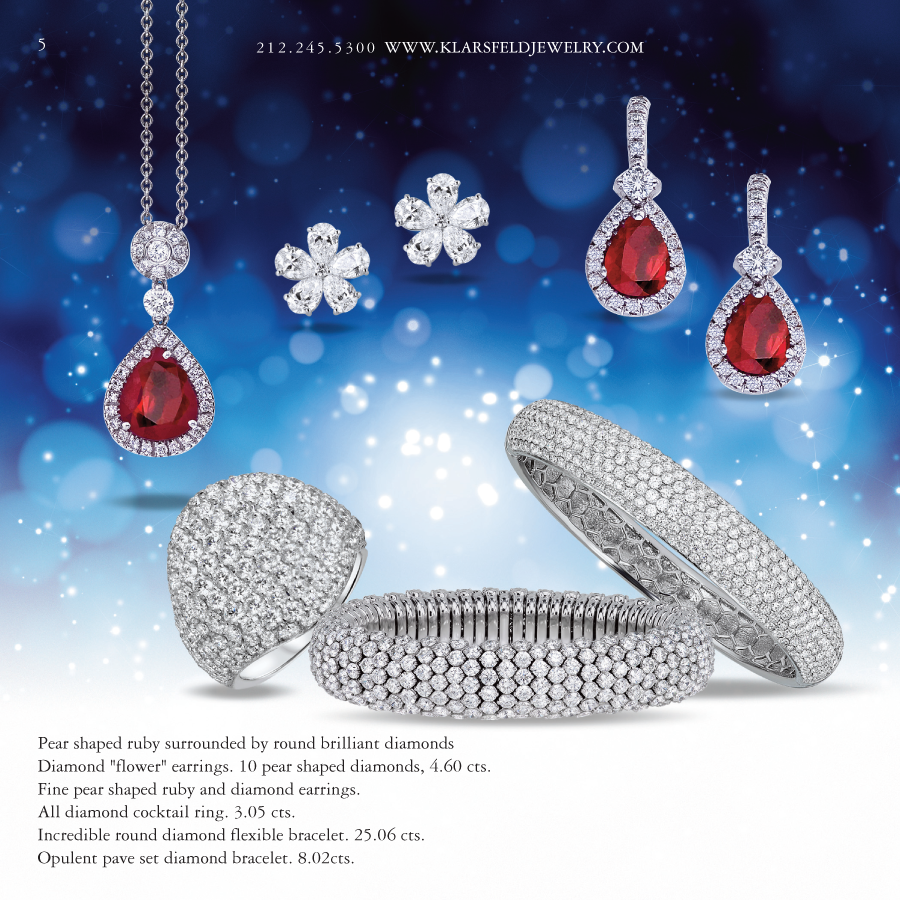 5
212.245.5300 WWW.KLARSFELDJEWELRY.COM
Pear shaped ruby surrounded by round brilliant diamonds
Diamond "flower" earrings. 10 pear shaped diamonds, 4.60 cts.
Fine pear shaped ruby and diamond earrings.
All diamond cocktail ring. 3.05 cts.
Incredible round diamond flexible bracelet. 25.06 cts.
Opulent pave set diamond bracelet. 8.02cts.